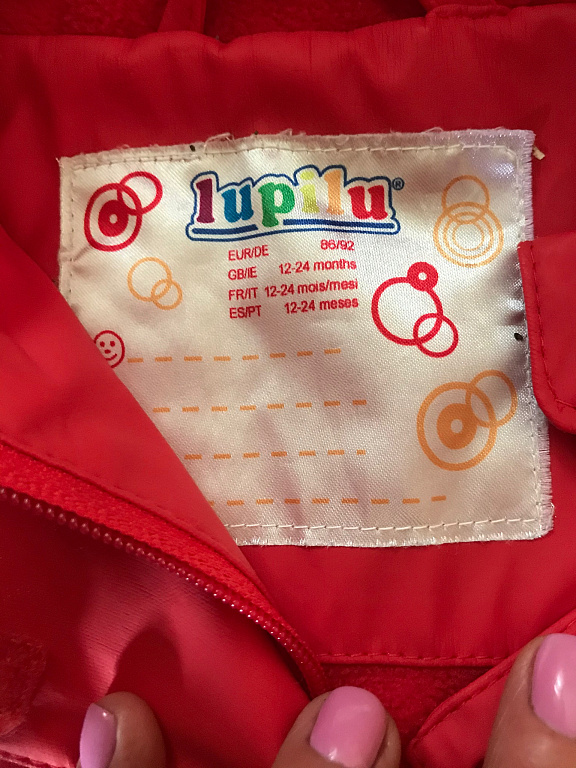 lupilu®
EUR/DE 86/92
GB/IE 12-24 months
FR/IT 12-24 mois/mesi
ES/PT 12-24 meses